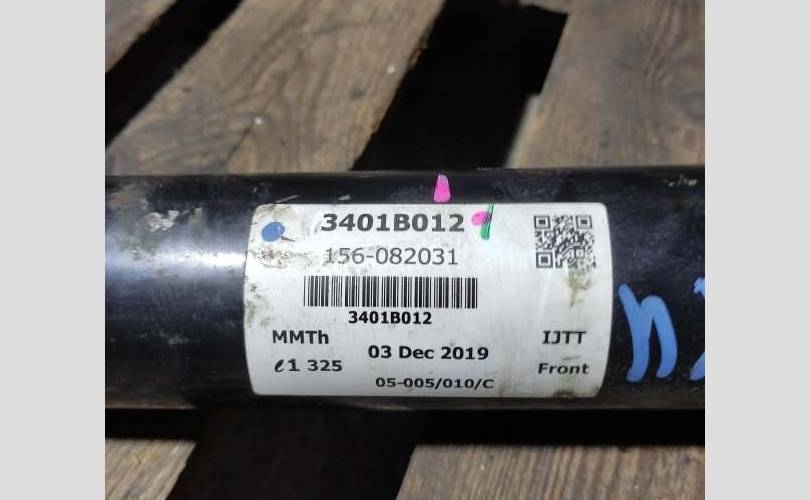 3401B012
156-082031
3401B012
MMTh
03 Dec 2019
IJTT
ℓ1 325
Front
05-005/010/C